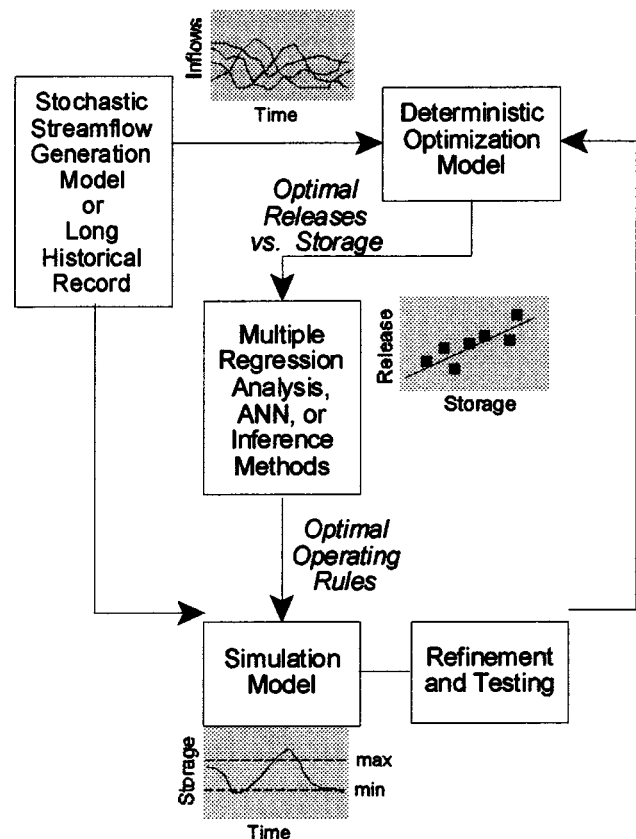 Inflows
Time
Stochastic
Streamflow
Generation
Model
or
Long
Historical
Record
Deterministic
Optimization
Model
Optimal
Releases
vs. Storage
Multiple
Regression
Analysis,
ANN, or
Inference
Methods
Release
Storage
Optimal
Operating
Rules
Simulation
Model
Refinement
and Testing
Storage
max
min
Time